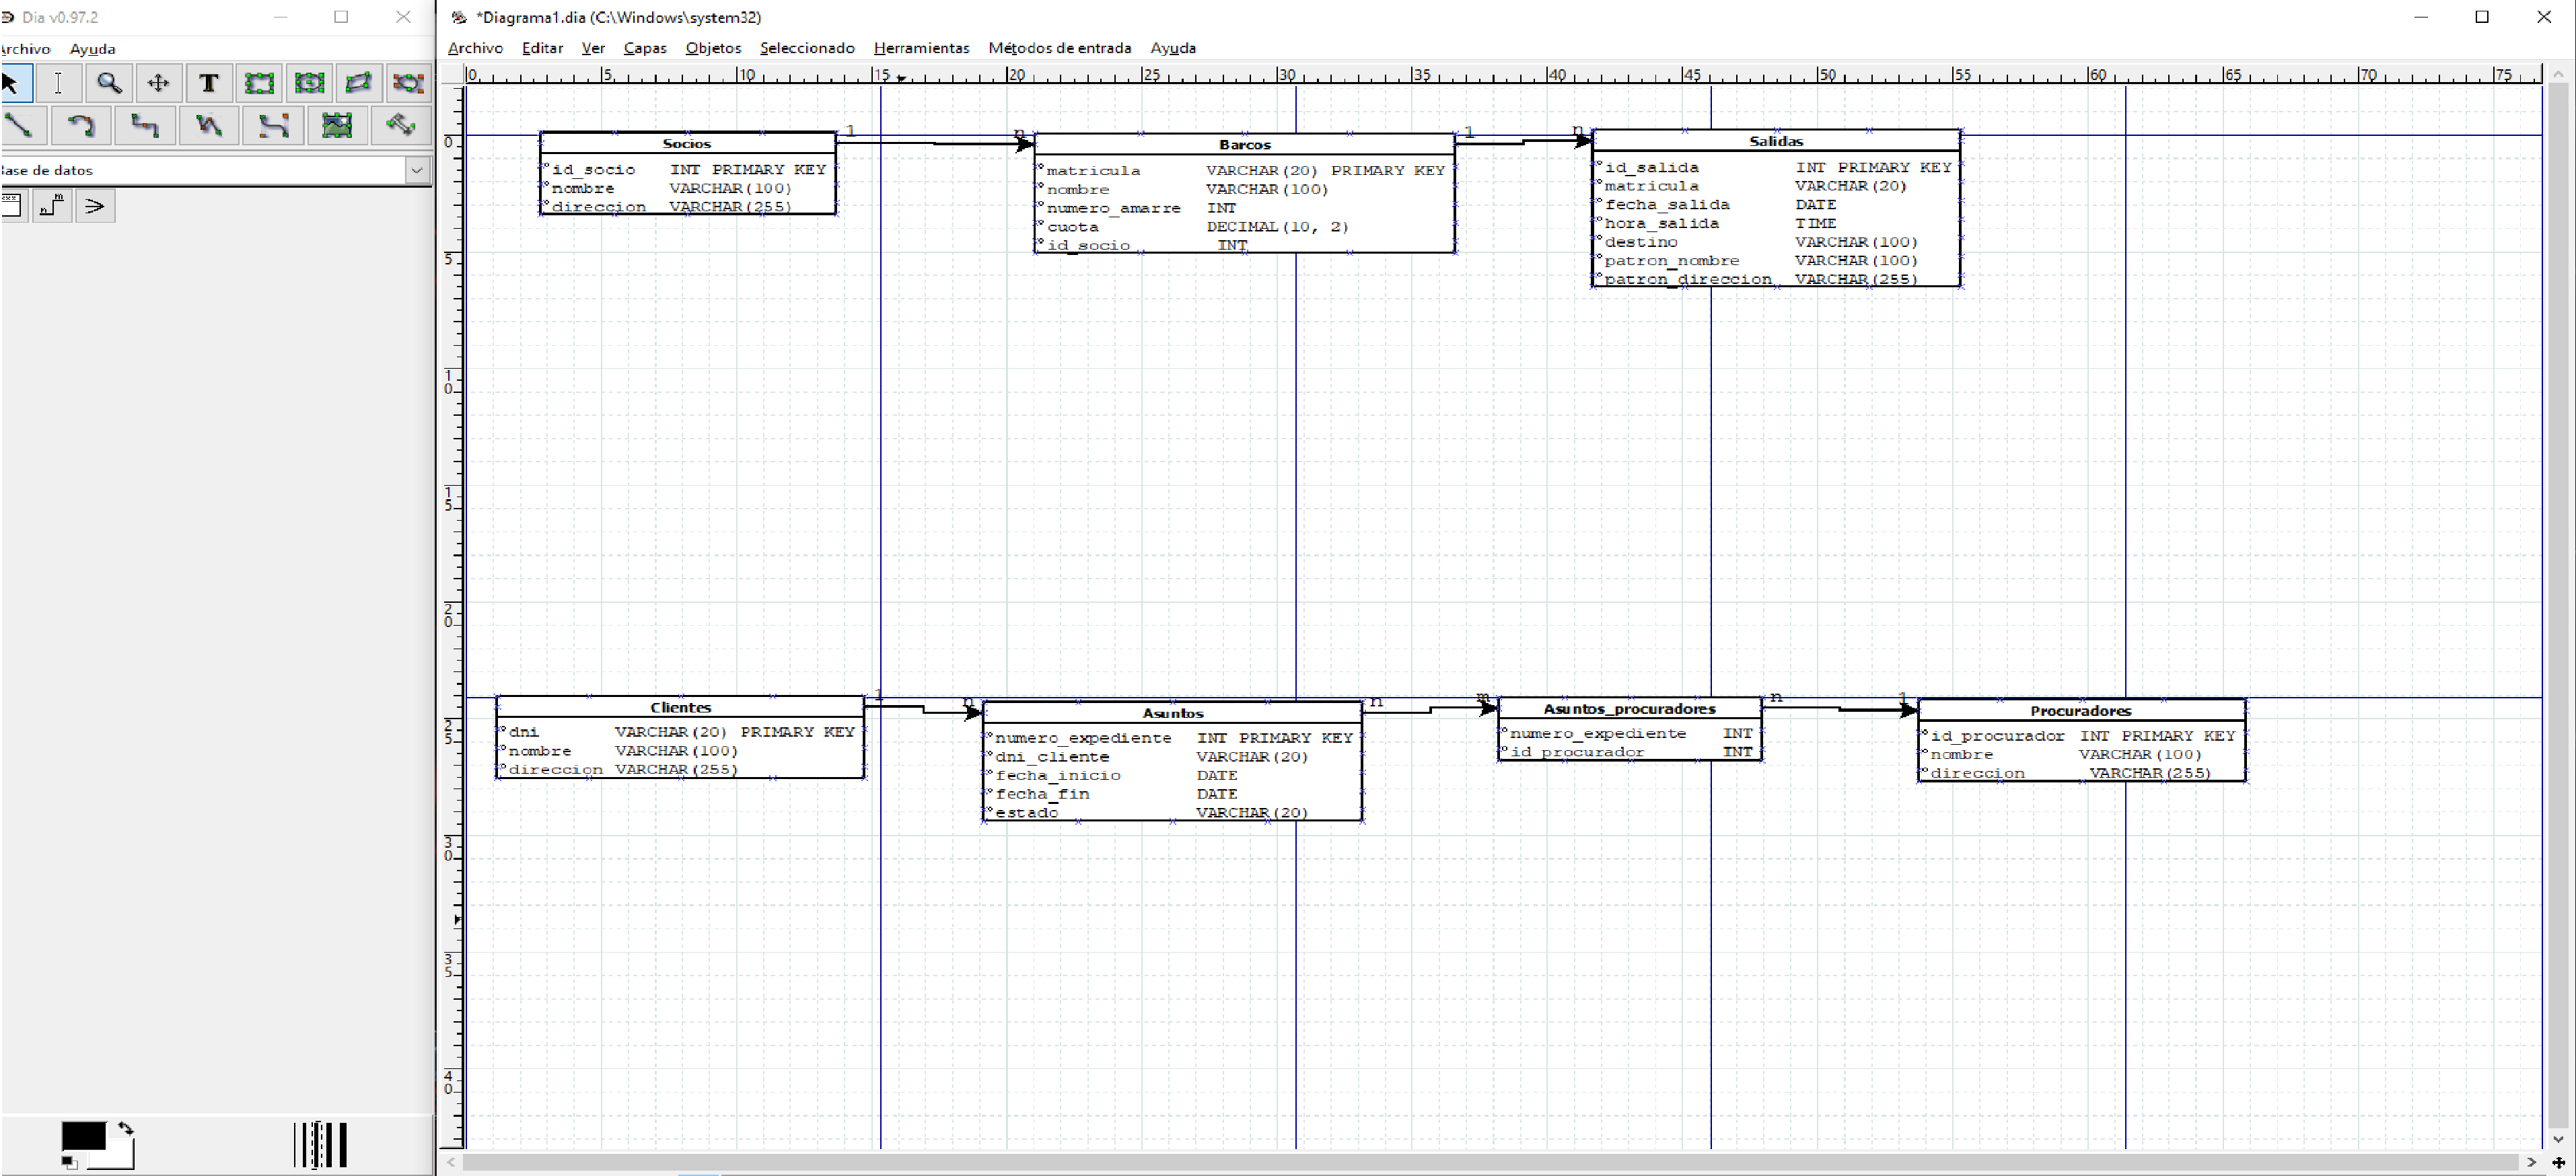 Dia v0.97.2
Archivo Ayuda
Base de datos
*Diagrama1.dia (C:\Windows\system32)
Archivo Editar Ver Capas Objetos Seleccionado Herramientas Métodos de entrada Ayuda
0 5 10 15 20 25 30 35 40 45 50 55 60 65 70 75
0
5
10
15
20
25
30
35
40
Socios
id_socio INT PRIMARY KEY
nombre VARCHAR(100)
direccion VARCHAR(255)
1 n
Barcos
matricula VARCHAR(20) PRIMARY KEY
nombre VARCHAR(100)
numero_amarre INT
cuota DECIMAL(10, 2)
id_socio INT
1 n
Salidas
id_salida INT PRIMARY KEY
matricula VARCHAR(20)
fecha_salida DATE
hora_salida TIME
destino VARCHAR(100)
patron_nombre VARCHAR(100)
patron_direccion VARCHAR(255)
Clientes
dni VARCHAR(20) PRIMARY KEY
nombre VARCHAR(100)
direccion VARCHAR(255)
1 n
Asuntos
numero_expediente INT PRIMARY KEY
dni_cliente VARCHAR(20)
fecha_inicio DATE
fecha_fin DATE
estado VARCHAR(20)
n m
Asuntos_procuradores
numero_expediente INT
id_procurador INT
n 1
Procuradores
id_procurador INT PRIMARY KEY
nombre VARCHAR(100)
direccion VARCHAR(255)